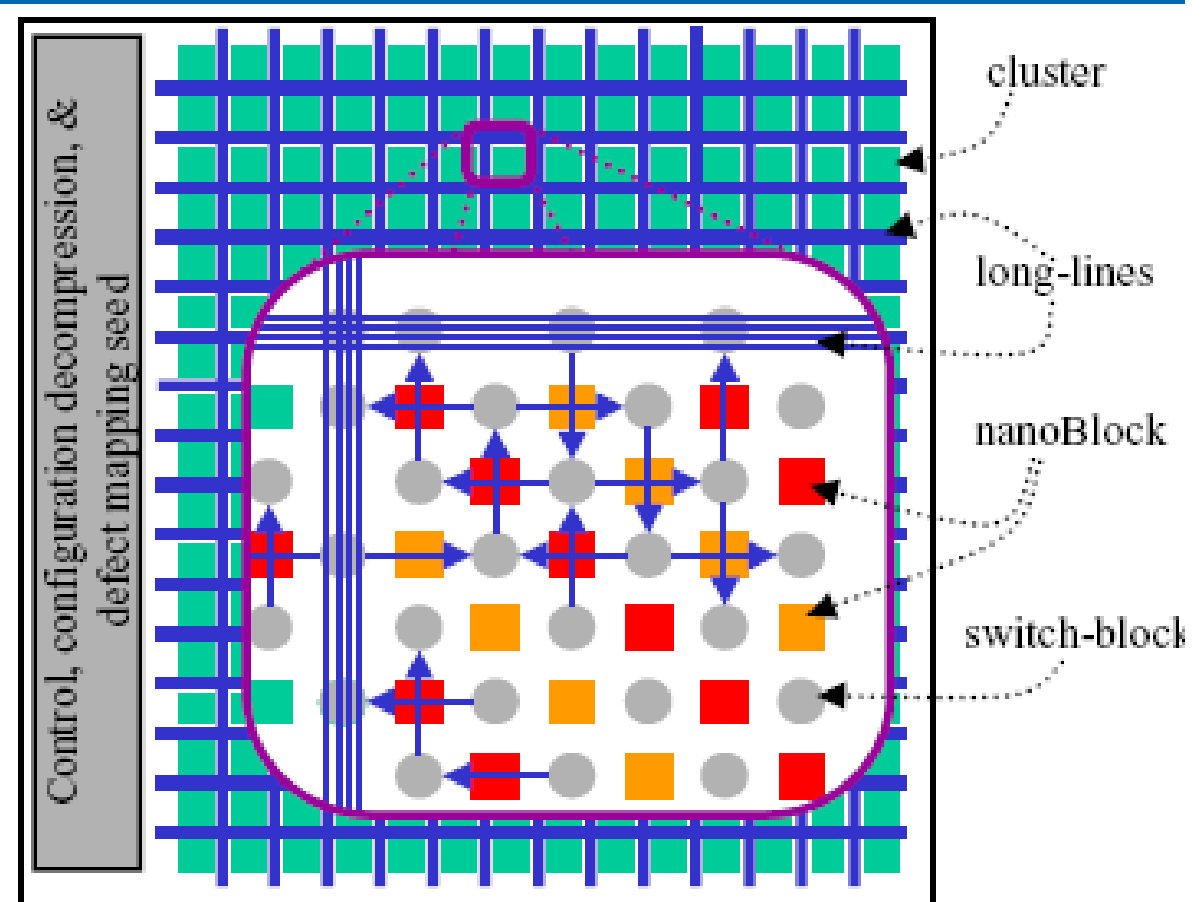 Control, configuration decompression, &
defect mapping seed
cluster
long-lines
nanoBlock
switch-block